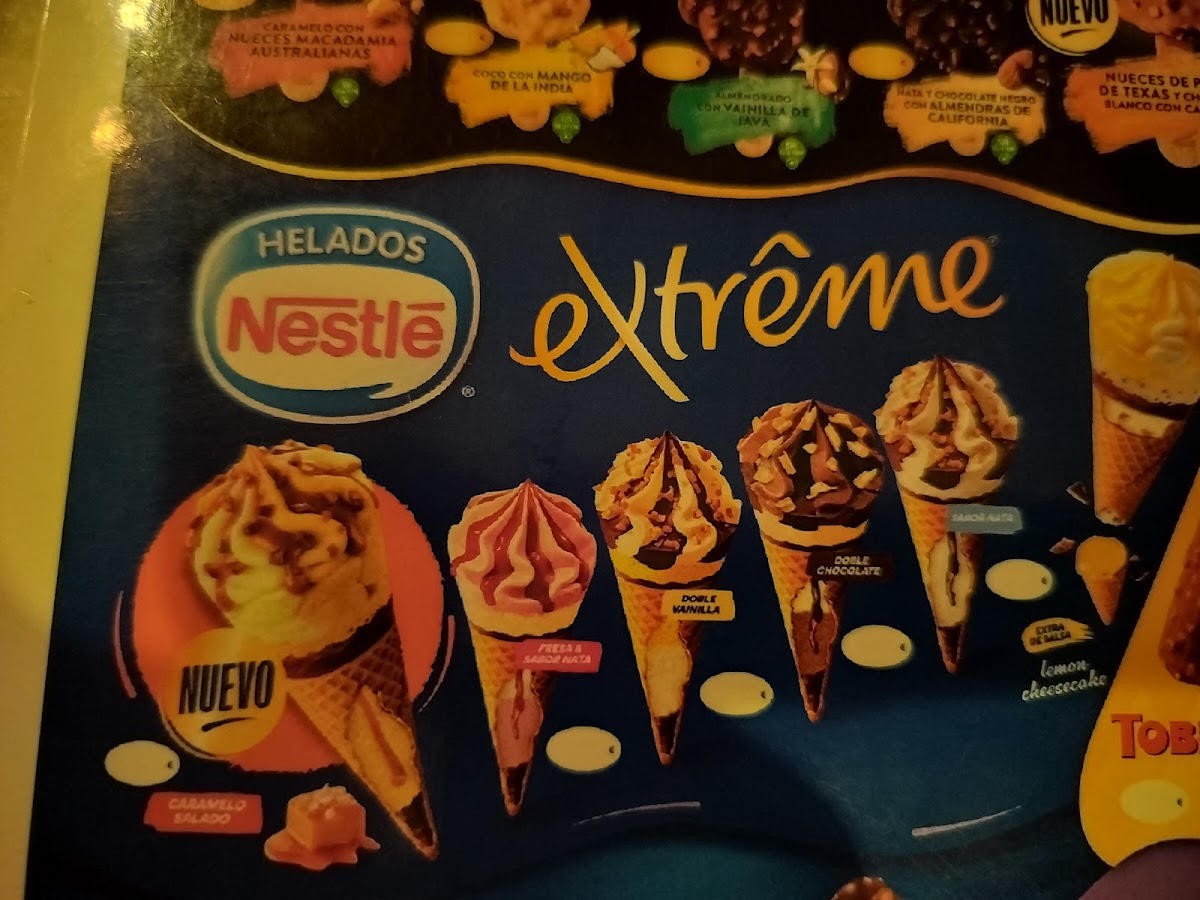 CARAMELO CON
NUECES MACADAMIA
AUSTRALIANAS
COCO CON MANGO
DE LA INDIA
ALMENDRADO
CON VAINILLA DE
JAVA
NATA Y CHOCOLATE NEGRO
CON ALMENDRAS DE
CALIFORNIA
NUEVO
NUECES DE
DE TEXAS Y
BLANCO CON
HELADOS
Nestlé
®
extrême
NUEVO
CARAMELO
SALADO
FRESA &
SABOR NATA
DOBLE
VAINILLA
DOBLE
CHOCOLATE
SABOR NATA
EXTRA
DE SALSA
lemon
cheesecake
TOB